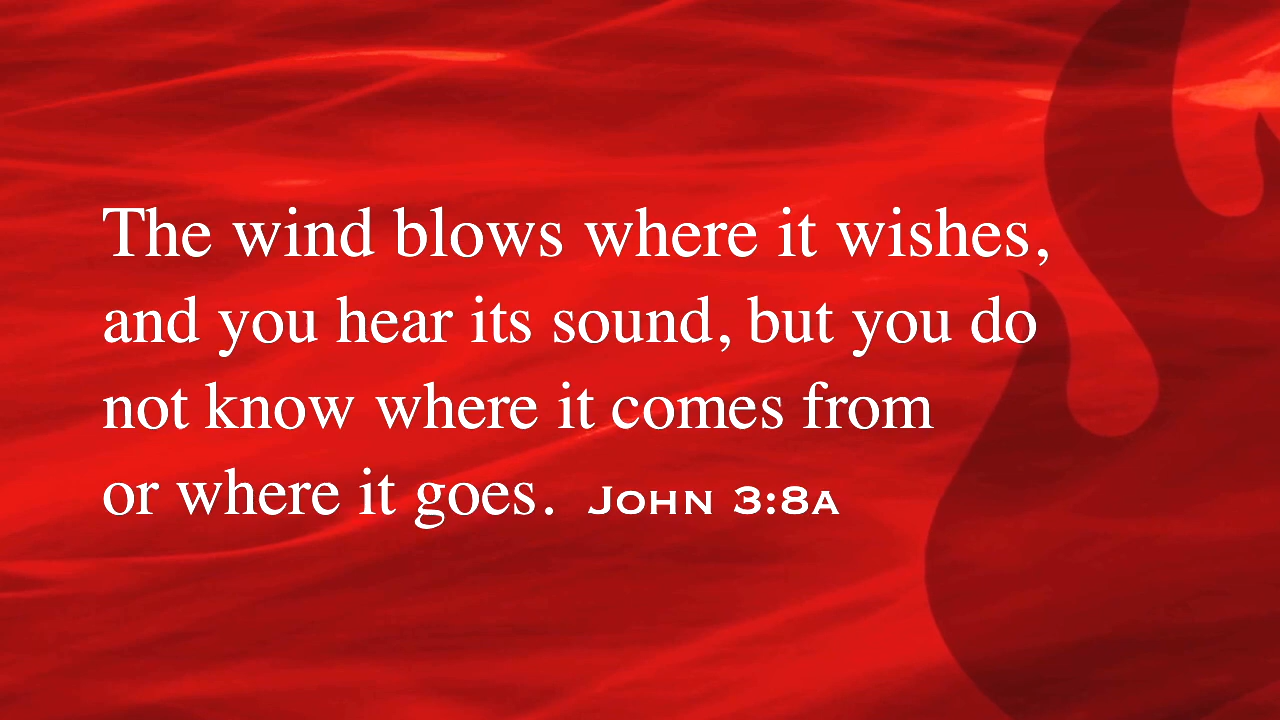 The wind blows where it wishes,
and you hear its sound, but you do
not know where it comes from
or where it goes. John 3:8a